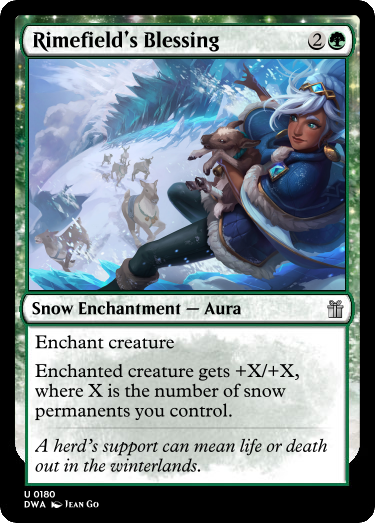 Rimefield's Blessing 2
Snow Enchantment — Aura
Enchant creature
Enchanted creature gets +X/+X,
where X is the number of snow
permanents you control.
A herd's support can mean life or death
out in the winterlands.
U 0180
DWA Jean Go